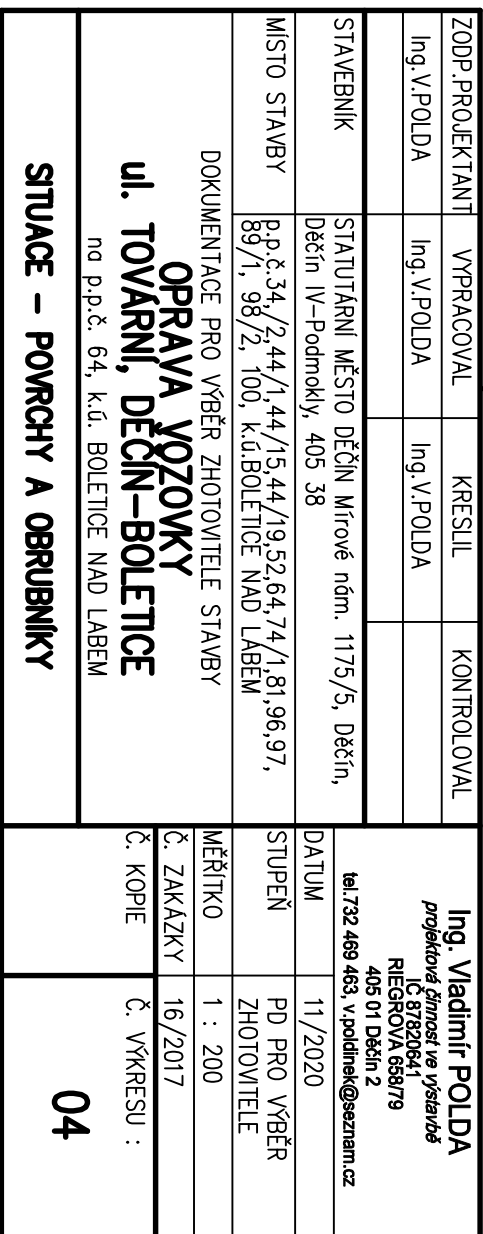 ZODP.PROJEKTANT VYPRACOVAL KRESLIL KONTROLOVAL
Ing.V.POLDA Ing.V.POLDA Ing.V.POLDA
Ing. Vladimír POLDA
projektová činnost ve výstavbě
IČ 87820641
RIEGROVA 658/79
405 01 Děčín 2
tel.732 469 463, v.poldinek@seznam.cz
STAVEBNÍK STATUTÁRNÍ MĚSTO DĚČÍN Mírové nám. 1175/5, Děčín,
Děčín IV-Podmokly, 405 38
MÍSTO STAVBY p.p.č.34,/2,44/1,44/15,44/19,52,64,74/1,81,96,97,
89/1, 98/2, 100, k.ú.BOLETICE NAD LABEM
DOKUMENTACE PRO VÝBĚR ZHOTOVITELE STAVBY
OPRAVA VOZOVKY
ul. TOVÁRNÍ, DĚČÍN-BOLETICE
na p.p.č. 64, k.ú. BOLETICE NAD LABEM
SITUACE - POVRCHY A OBRUBNÍKY
DATUM 11/2020
STUPEŇ PD PRO VÝBĚR
ZHOTOVITELE
MĚŘÍTKO 1 : 200
Č. ZAKÁZKY 16/2017
Č. KOPIE Č. VÝKRESU :
04